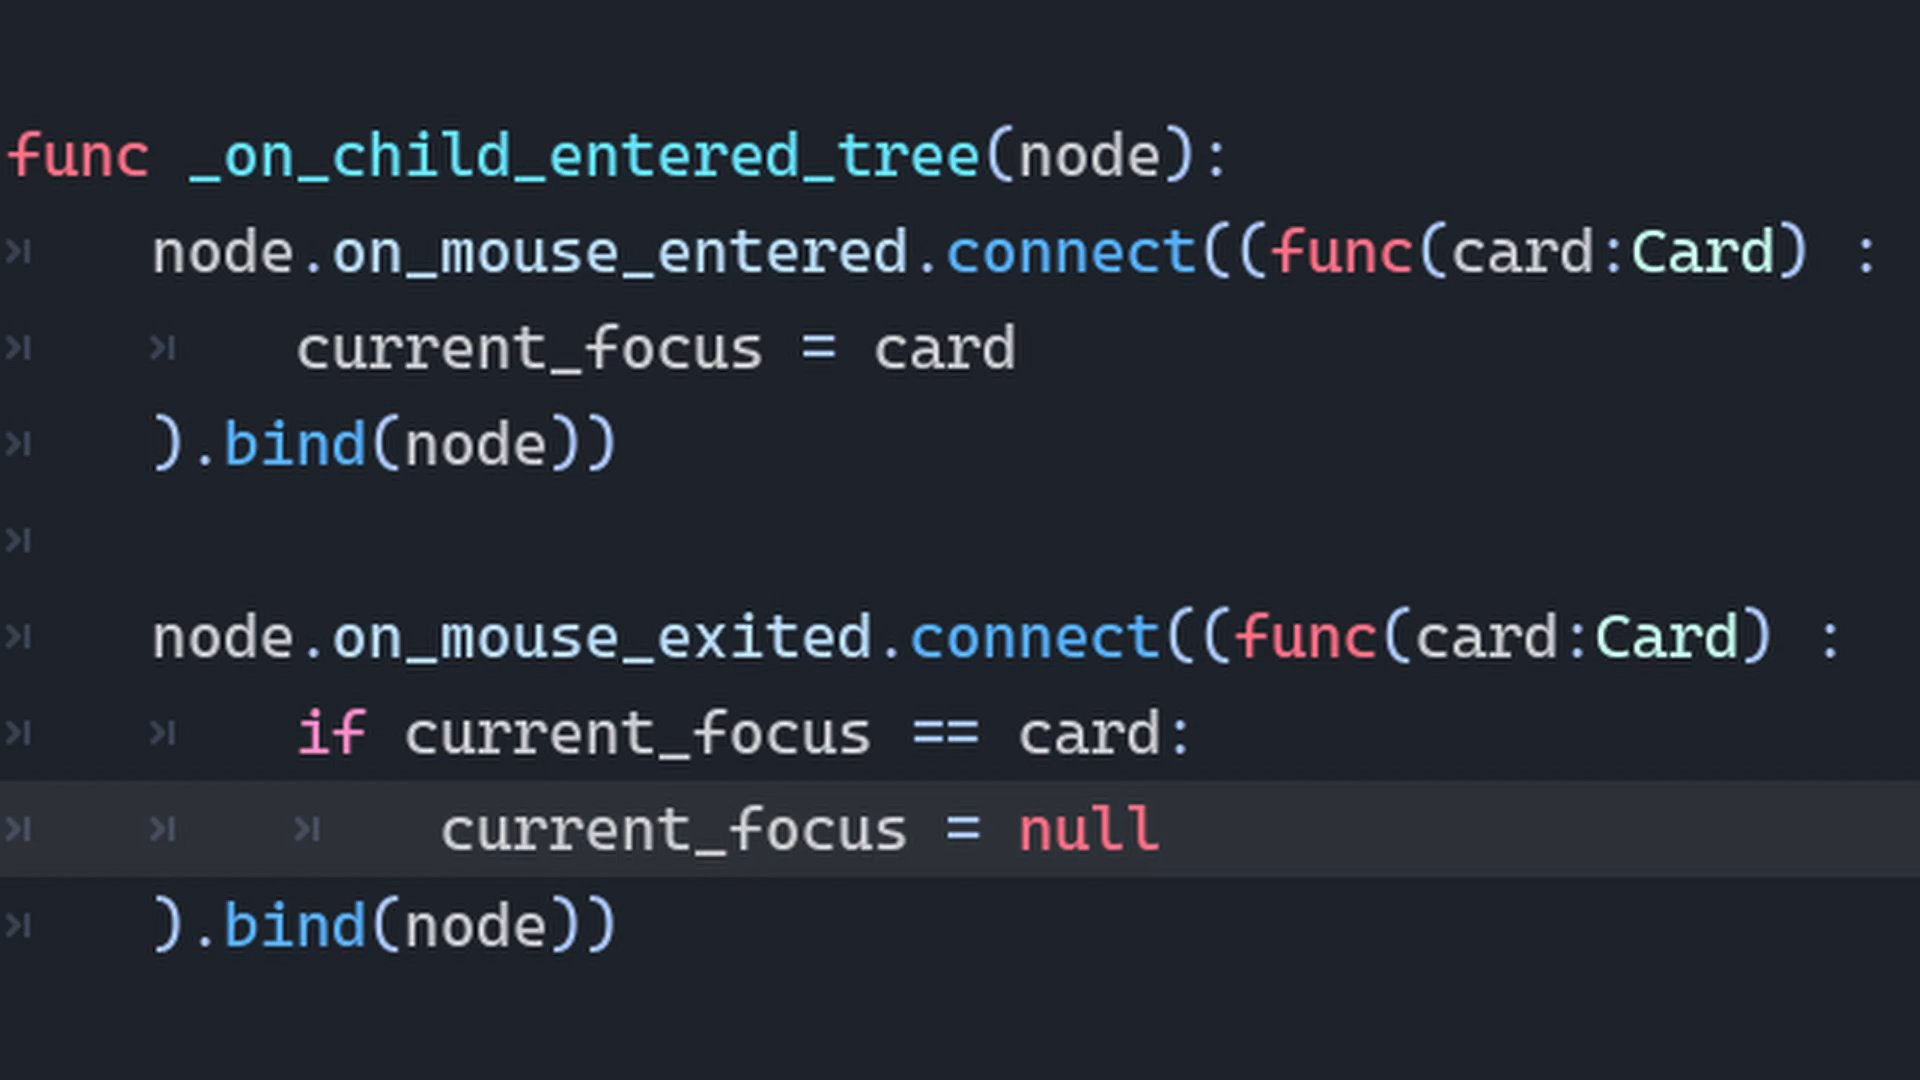 func _on_child_entered_tree(node):
	node.on_mouse_entered.connect((func(card:Card) :
		current_focus = card
	).bind(node))
	
	node.on_mouse_exited.connect((func(card:Card) :
		if current_focus == card:
			current_focus = null
	).bind(node))